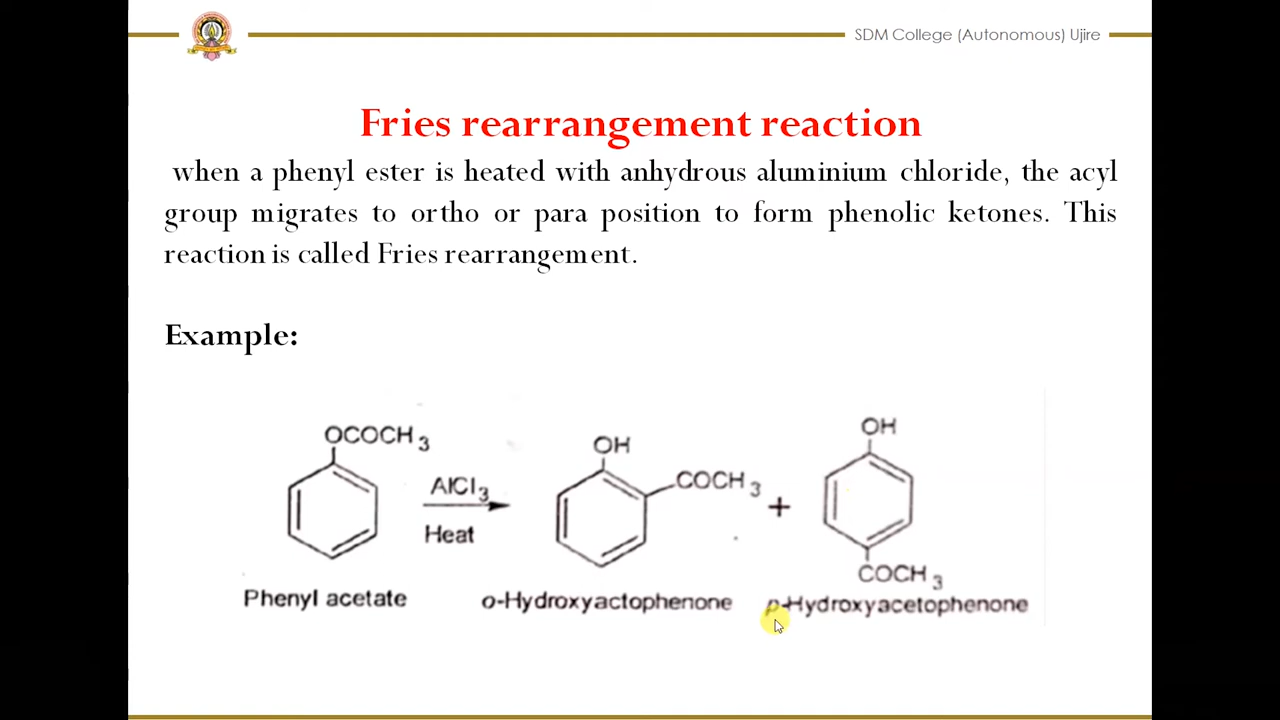 SDM College (Autonomous) Ujire
Fries rearrangement reaction
when a phenyl ester is heated with anhydrous aluminium chloride, the acyl
group migrates to ortho or para position to form phenolic ketones. This
reaction is called Fries rearrangement.
Example:
OCOCH3
AlCl3
Heat
Phenyl acetate
OH
COCH3
o-Hydroxyactophenone
+
OH
COCH3
p-Hydroxyacetophenone